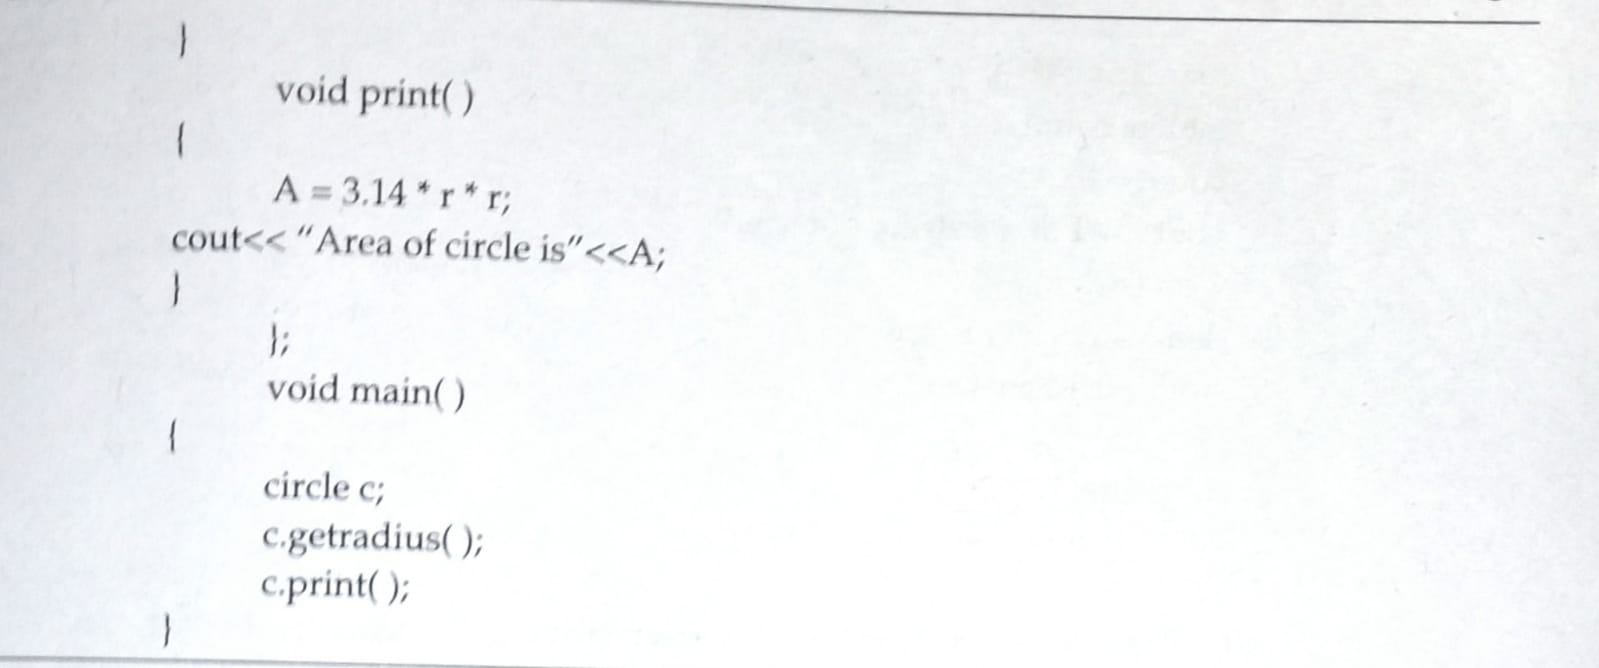 }
void print( )
{
A = 3.14 * r * r;
cout<< "Area of circle is"<<A;
}
};
void main( )
{
circle c;
c.getradius( );
c.print( );
}